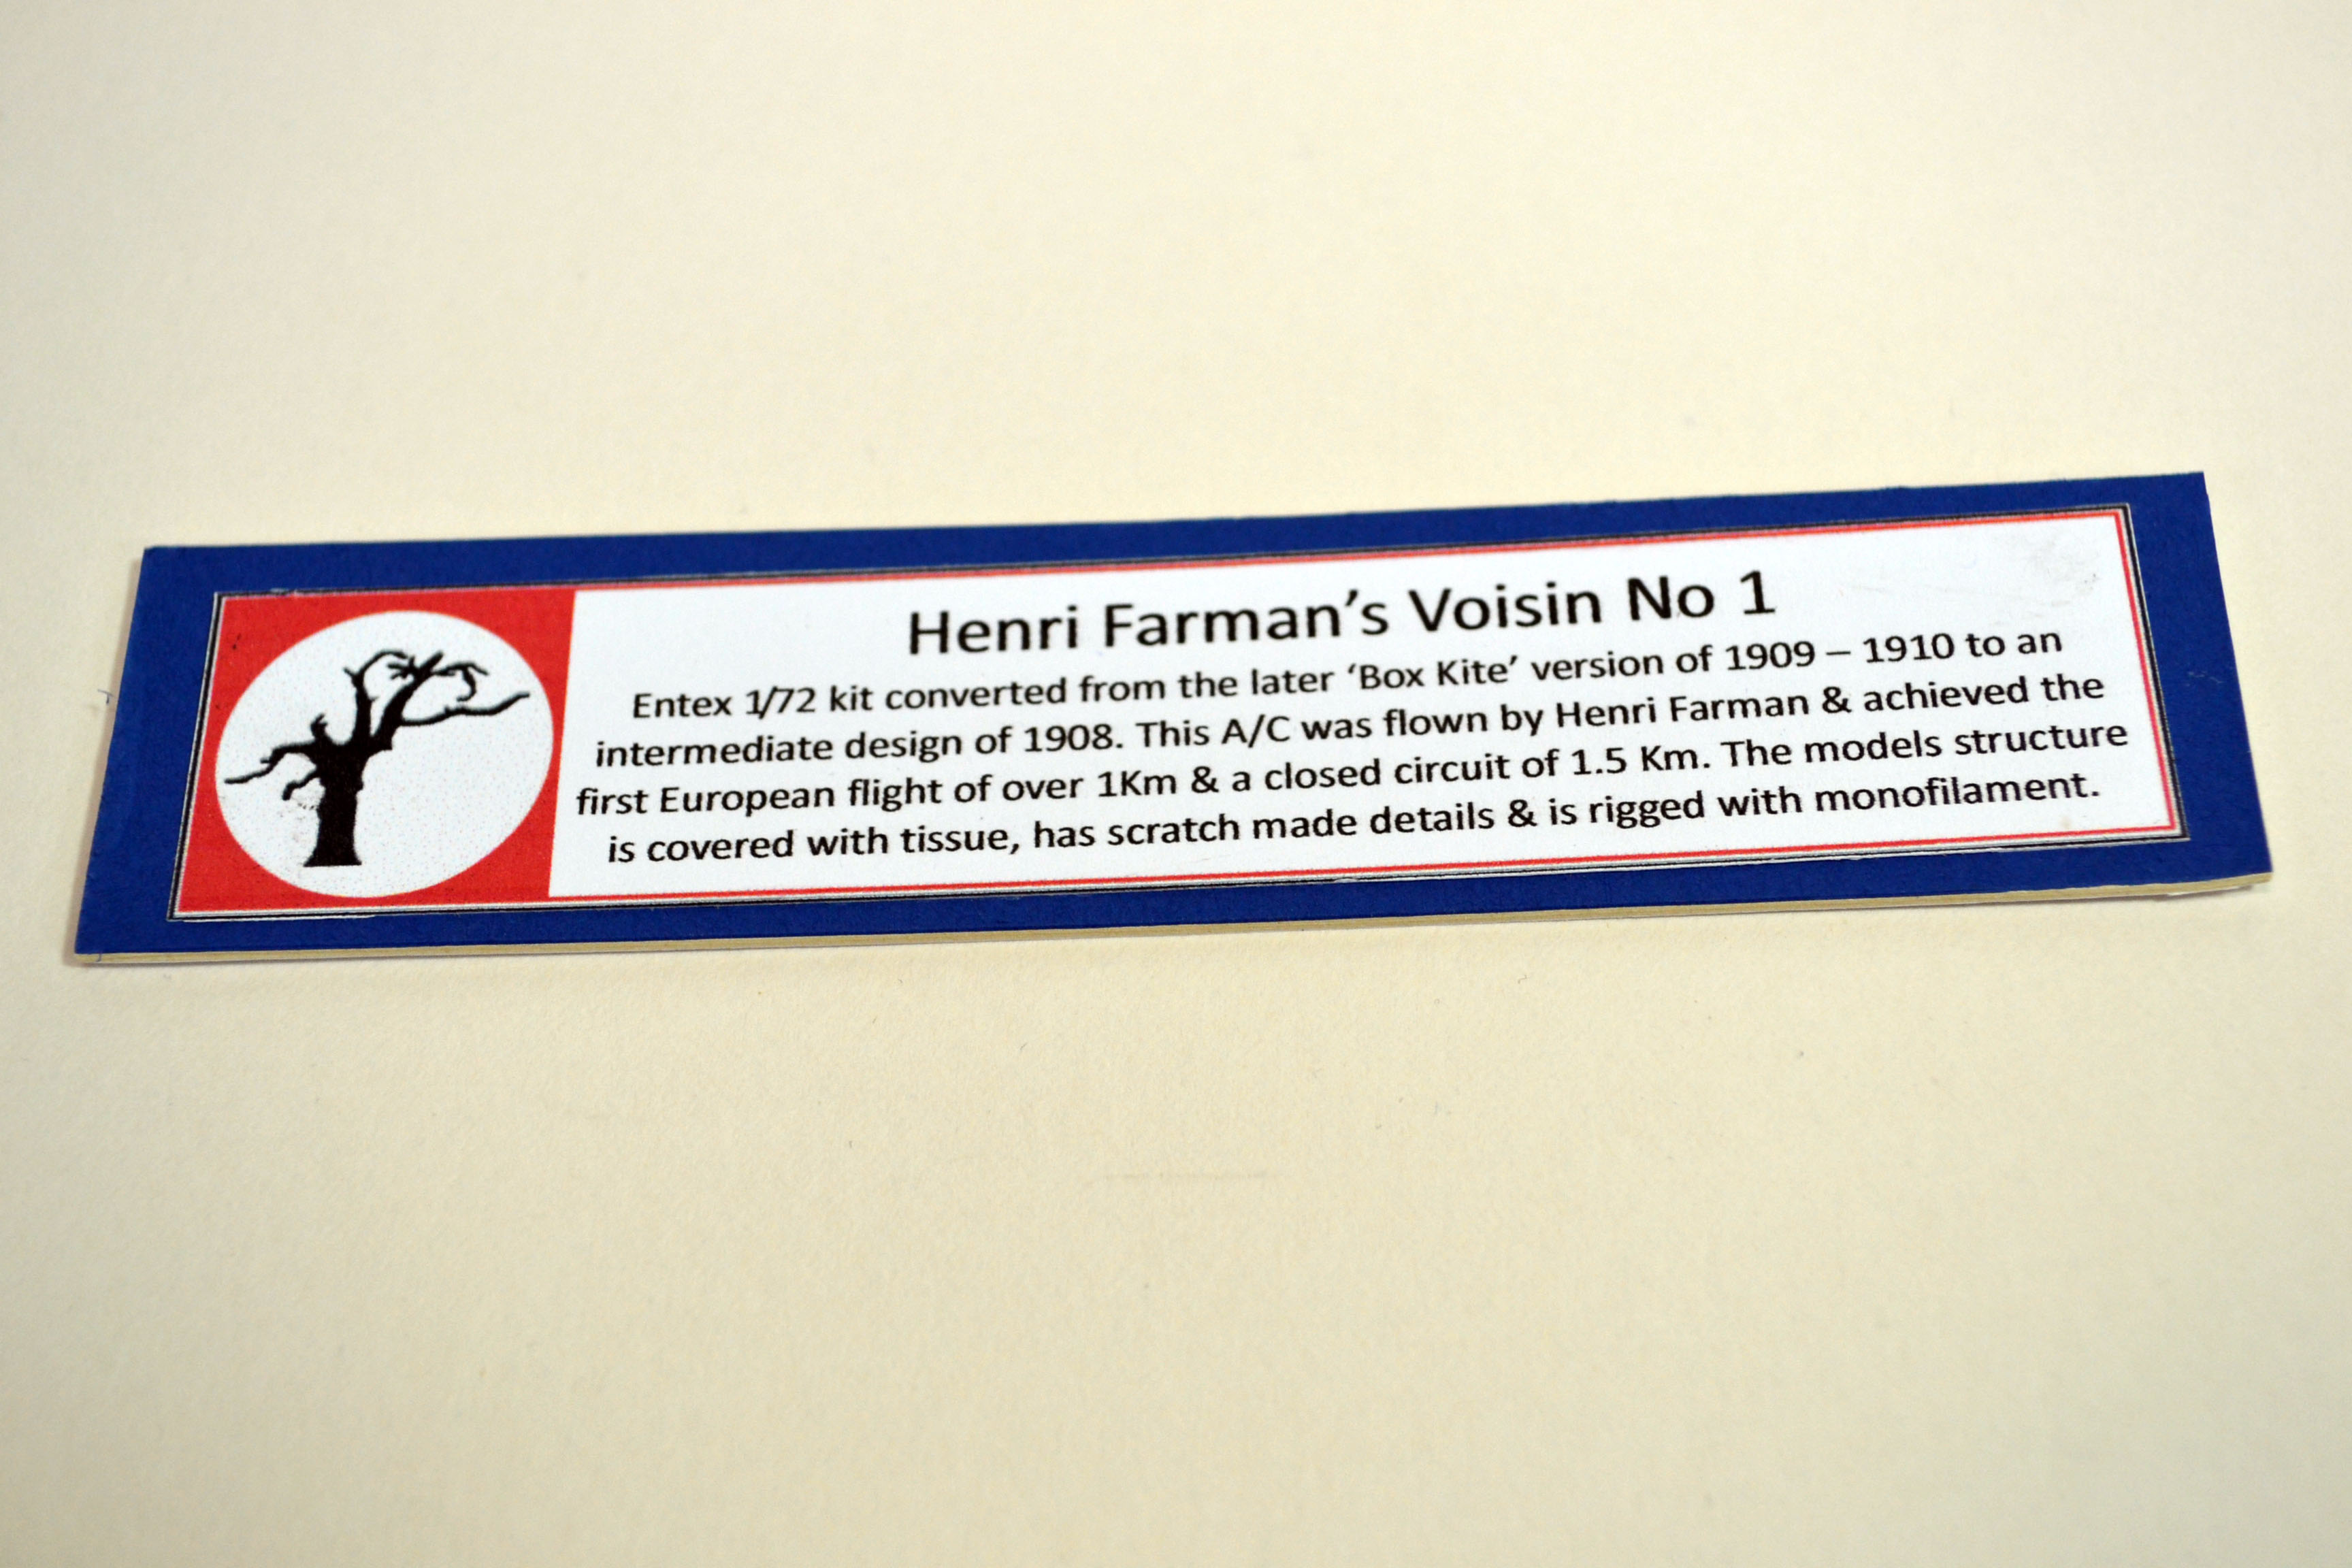 Henri Farman’s Voisin No 1
Entex 1/72 kit converted from the later ‘Box Kite’ version of 1909 – 1910 to an
intermediate design of 1908. This A/C was flown by Henri Farman & achieved the
first European flight of over 1Km & a closed circuit of 1.5 Km. The models structure
is covered with tissue, has scratch made details & is rigged with monofilament.